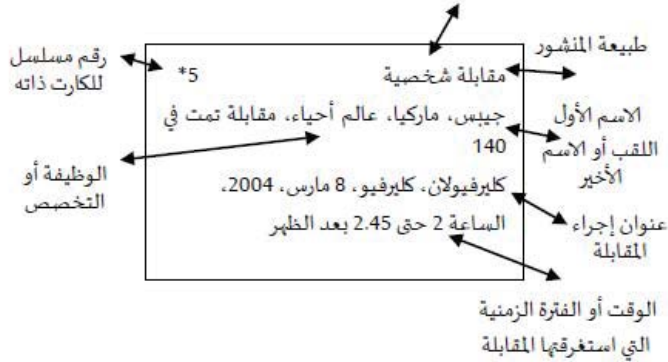 طبيعة المنشور
رقم مسلسل
للكارت ذاته
مقابلة شخصية
5*
جيبس، ماركيا، عالم أحياء، مقابلة تمت في
140
كليرفيولان، كليرفيو، 8 مارس، 2004،
الساعة 2 حتى 2.45 بعد الظهر
الاسم الأول
اللقب أو الاسم
الأخير
الوظيفة أو
التخصص
عنوان إجراء
المقابلة
الوقت أو الفترة الزمنية
التي استغرقتها المقابلة